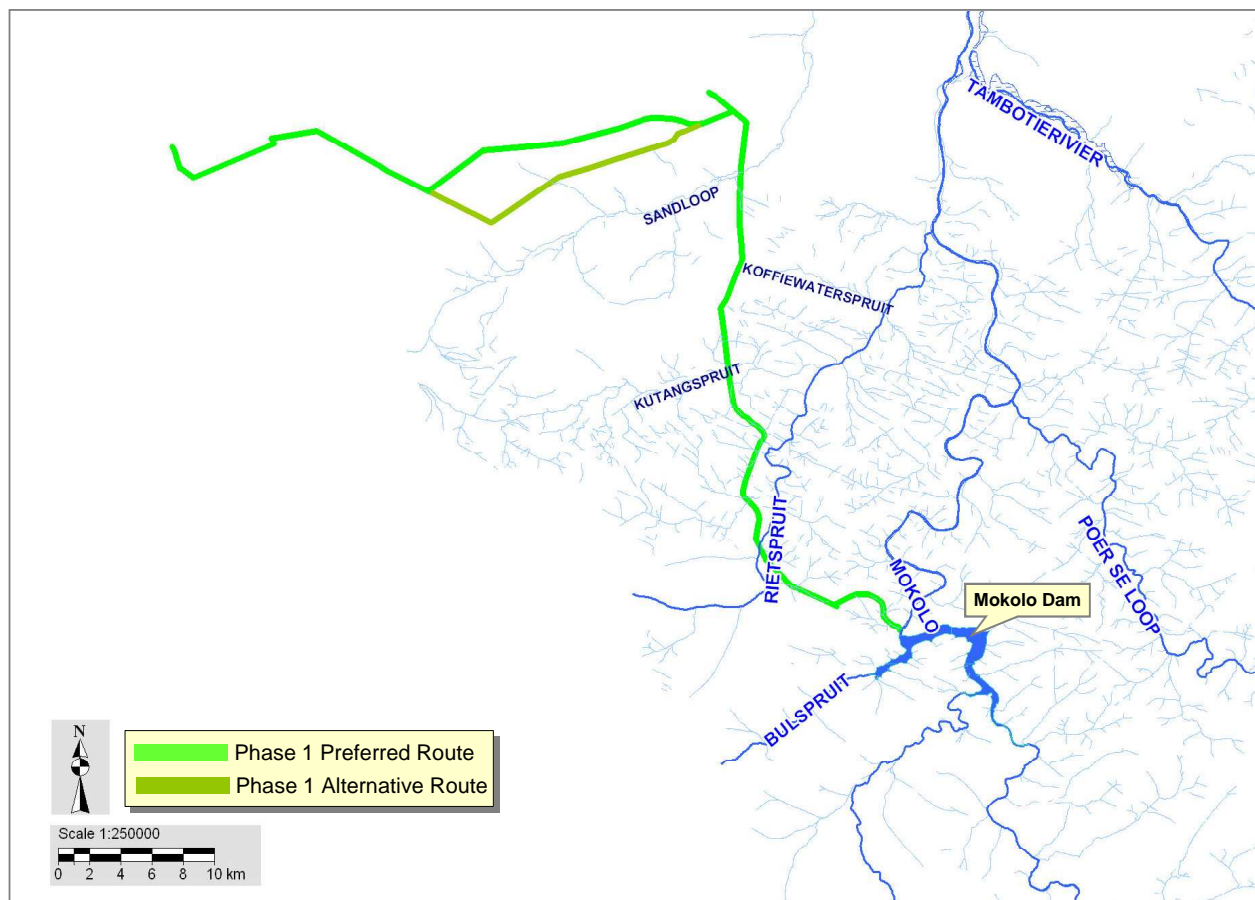 TAMBOTIERIVIER
SANDLOOP
KOFFIEWATERSPRUIT
KUTANGSPRUIT
RIETSPRUIT
MOKOLO
POER SE LOOP
Mokolo Dam
BULSPRUIT
N
Phase 1 Preferred Route
Phase 1 Alternative Route
Scale 1:250000
0 2 4 6 8 10 km